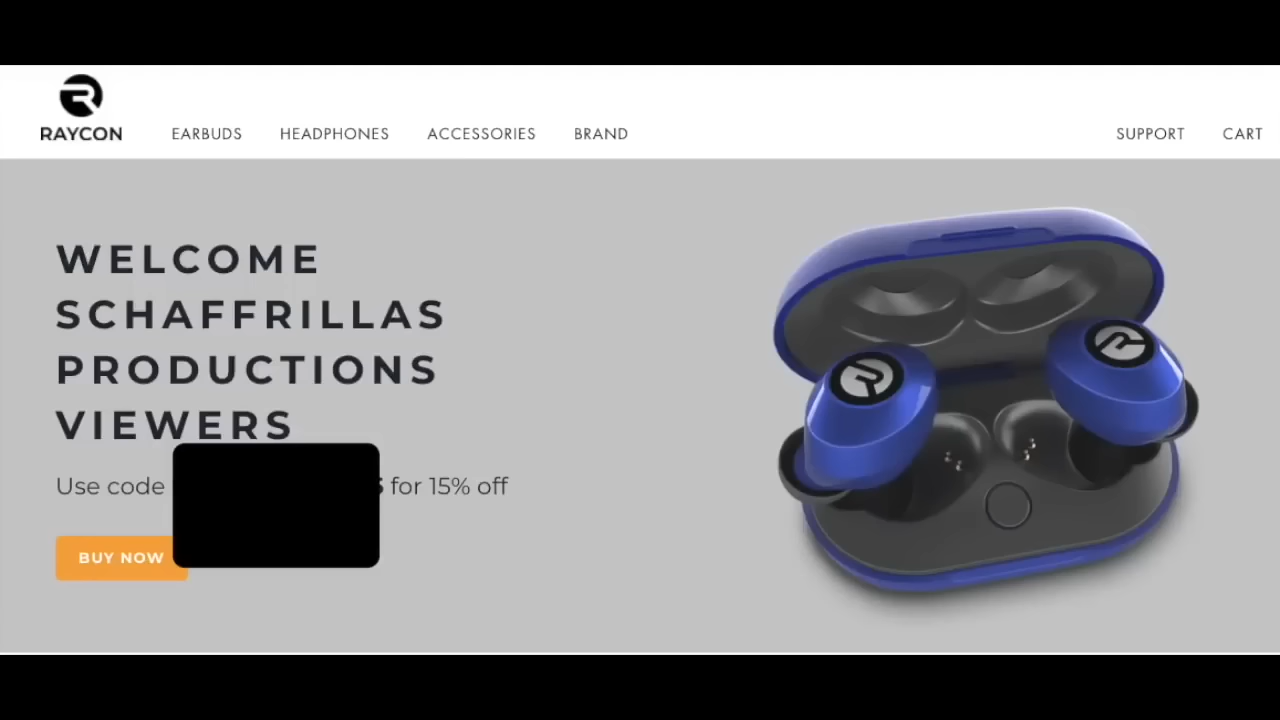 RAYCON
EARBUDS HEADPHONES ACCESSORIES BRAND SUPPORT CART
WELCOME
SCHAFFRILLAS
PRODUCTIONS
VIEWERS
Use code for 15% off
BUY NOW